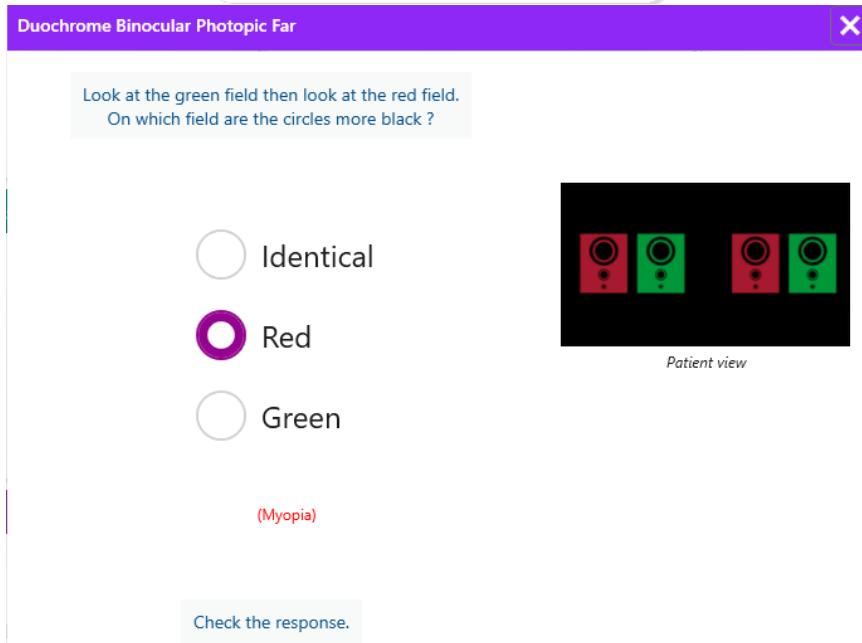 Duochrome Binocular Photopic Far
Look at the green field then look at the red field.
On which field are the circles more black ?
Identical
Red
Green
Patient view
(Myopia)
Check the response.